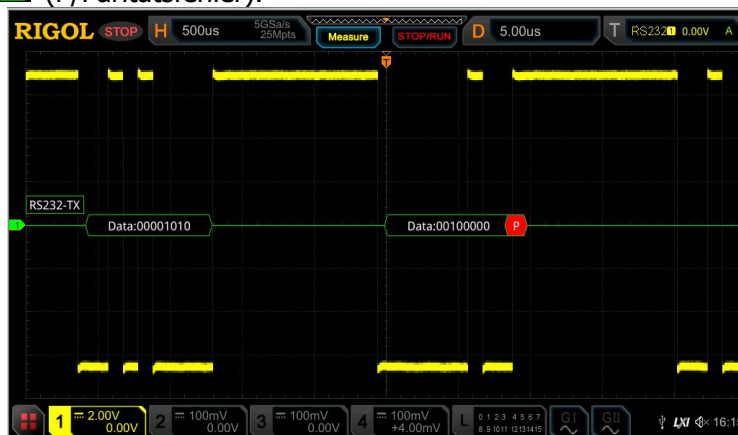 (P/Paritätsfehler).
RIGOL STOP H 500us 5GSa/s 25Mpts Measure STOP/RUN D 5.00us T RS232 1 0.00V A
T
RS232-TX
1 Data:00001010 Data:00100000 P
1 2.00V 0.00V 2 100mV 0.00V 3 100mV 0.00V 4 100mV +4.00mV L 0 1 2 3 4 5 6 7 8 9 10 11 12 13 14 15 GI GII LXI 16:15